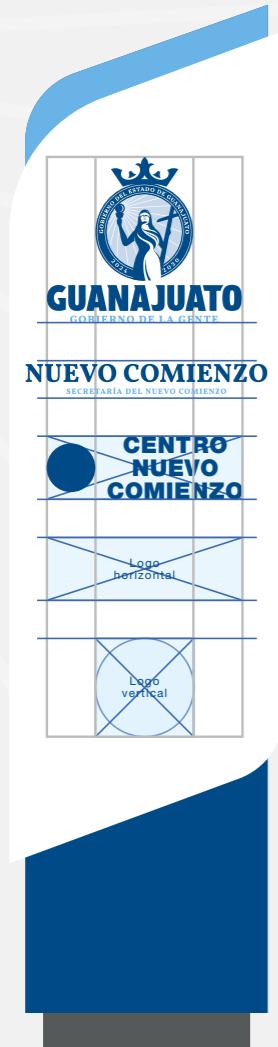 GOBIERNO DEL ESTADO DE GUANAJUATO
2024 2030
GUANAJUATO
GOBIERNO DE LA GENTE
NUEVO COMIENZO
SECRETARÍA DEL NUEVO COMIENZO
CENTRO
NUEVO
COMIENZO
Logo
horizontal
Logo
vertical